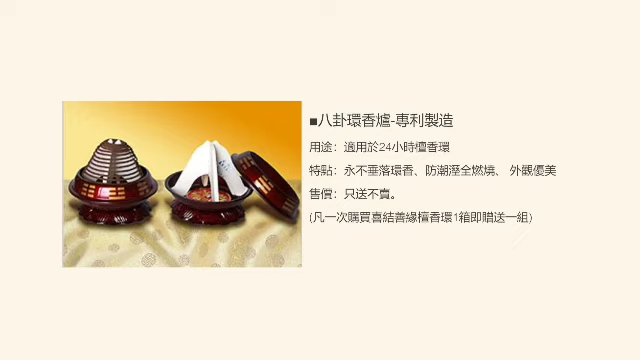 ■八卦環香爐-專利製造
用途：適用於24小時檀香環
特點：永不垂落環香、防潮溼全燃燒、 外觀優美
售價：只送不賣。
(凡一次購買喜結善緣檀香環1箱即贈送一組)